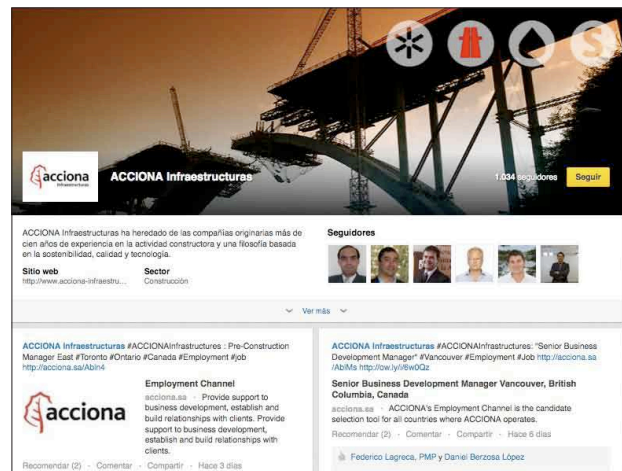 acciona
Infraestructuras
ACCIONA Infraestructuras
1.034 seguidores
Seguir
ACCIONA Infraestructuras ha heredado de las compañías originarias más de
cien años de experiencia en la actividad constructora y una filosofía basada
en la sostenibilidad, calidad y tecnología.
Sitio web
http://www.acciona-infraestru...
Sector
Construcción
Seguidores
Ver más
ACCIONA Infraestructuras #ACCIONAInfrastructures : Pre-Construction
Manager East #Toronto #Ontario #Canada #Employment #job
http://acciona.sa/Abln4
acciona
Employment Channel
acciona.sa · Provide support to
business development, establish and
build relationships with clients. Provide
support to business development,
establish and build relationships with
clients.
Recomendar (2) · Comentar · Compartir · Hace 3 días
ACCIONA Infraestructuras #ACCIONAInfrastructures: "Senior Business
Development Manager" #Vancouver #Employment #Job http://acciona.sa
/AblMs http://ow.ly/i/6w0Qz
Senior Business Development Manager Vancouver, British
Columbia, Canada
acciona.sa · ACCIONA's Employment Channel is the candidate
selection tool for all countries where ACCIONA operates.
Recomendar (2) · Comentar · Compartir · Hace 6 días
Federico Lagreca, PMP y Daniel Berzosa López